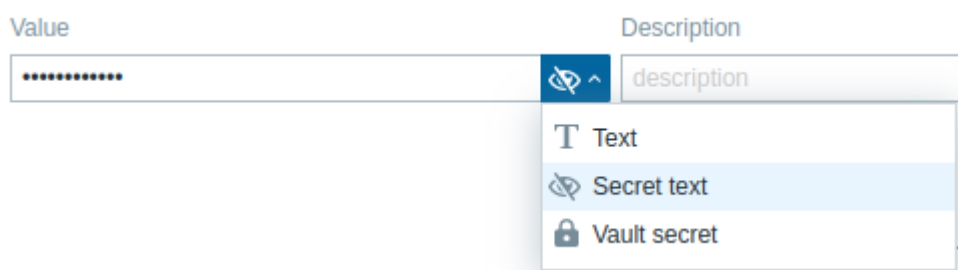 Value Description
•••••••••••• description
Text
Secret text
Vault secret